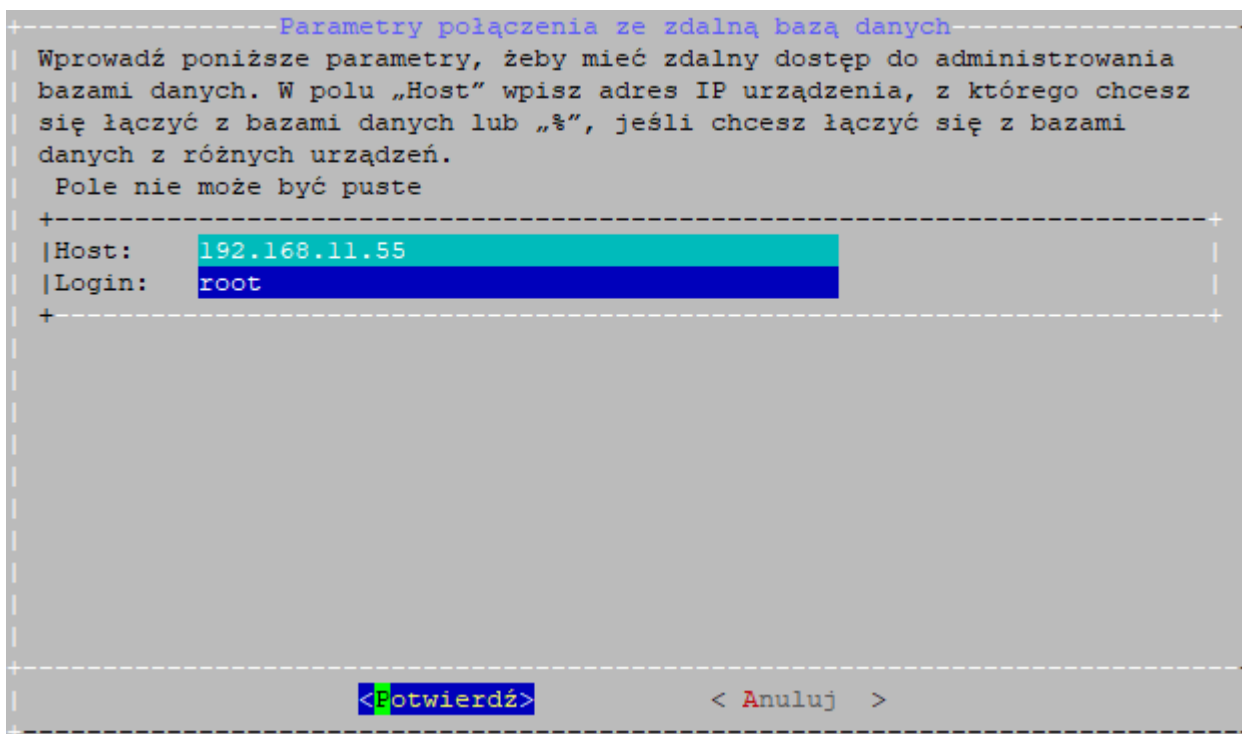 Parametry połączenia ze zdalną bazą danych
Wprowadź poniższe parametry, żeby mieć zdalny dostęp do administrowania
bazami danych. W polu „Host” wpisz adres IP urządzenia, z którego chcesz
się łączyć z bazami danych lub „%”, jeśli chcesz łączyć się z bazami
danych z różnych urządzeń.
Pole nie może być puste
Host: 192.168.11.55
Login: root
<Potwierdź> < Anuluj >